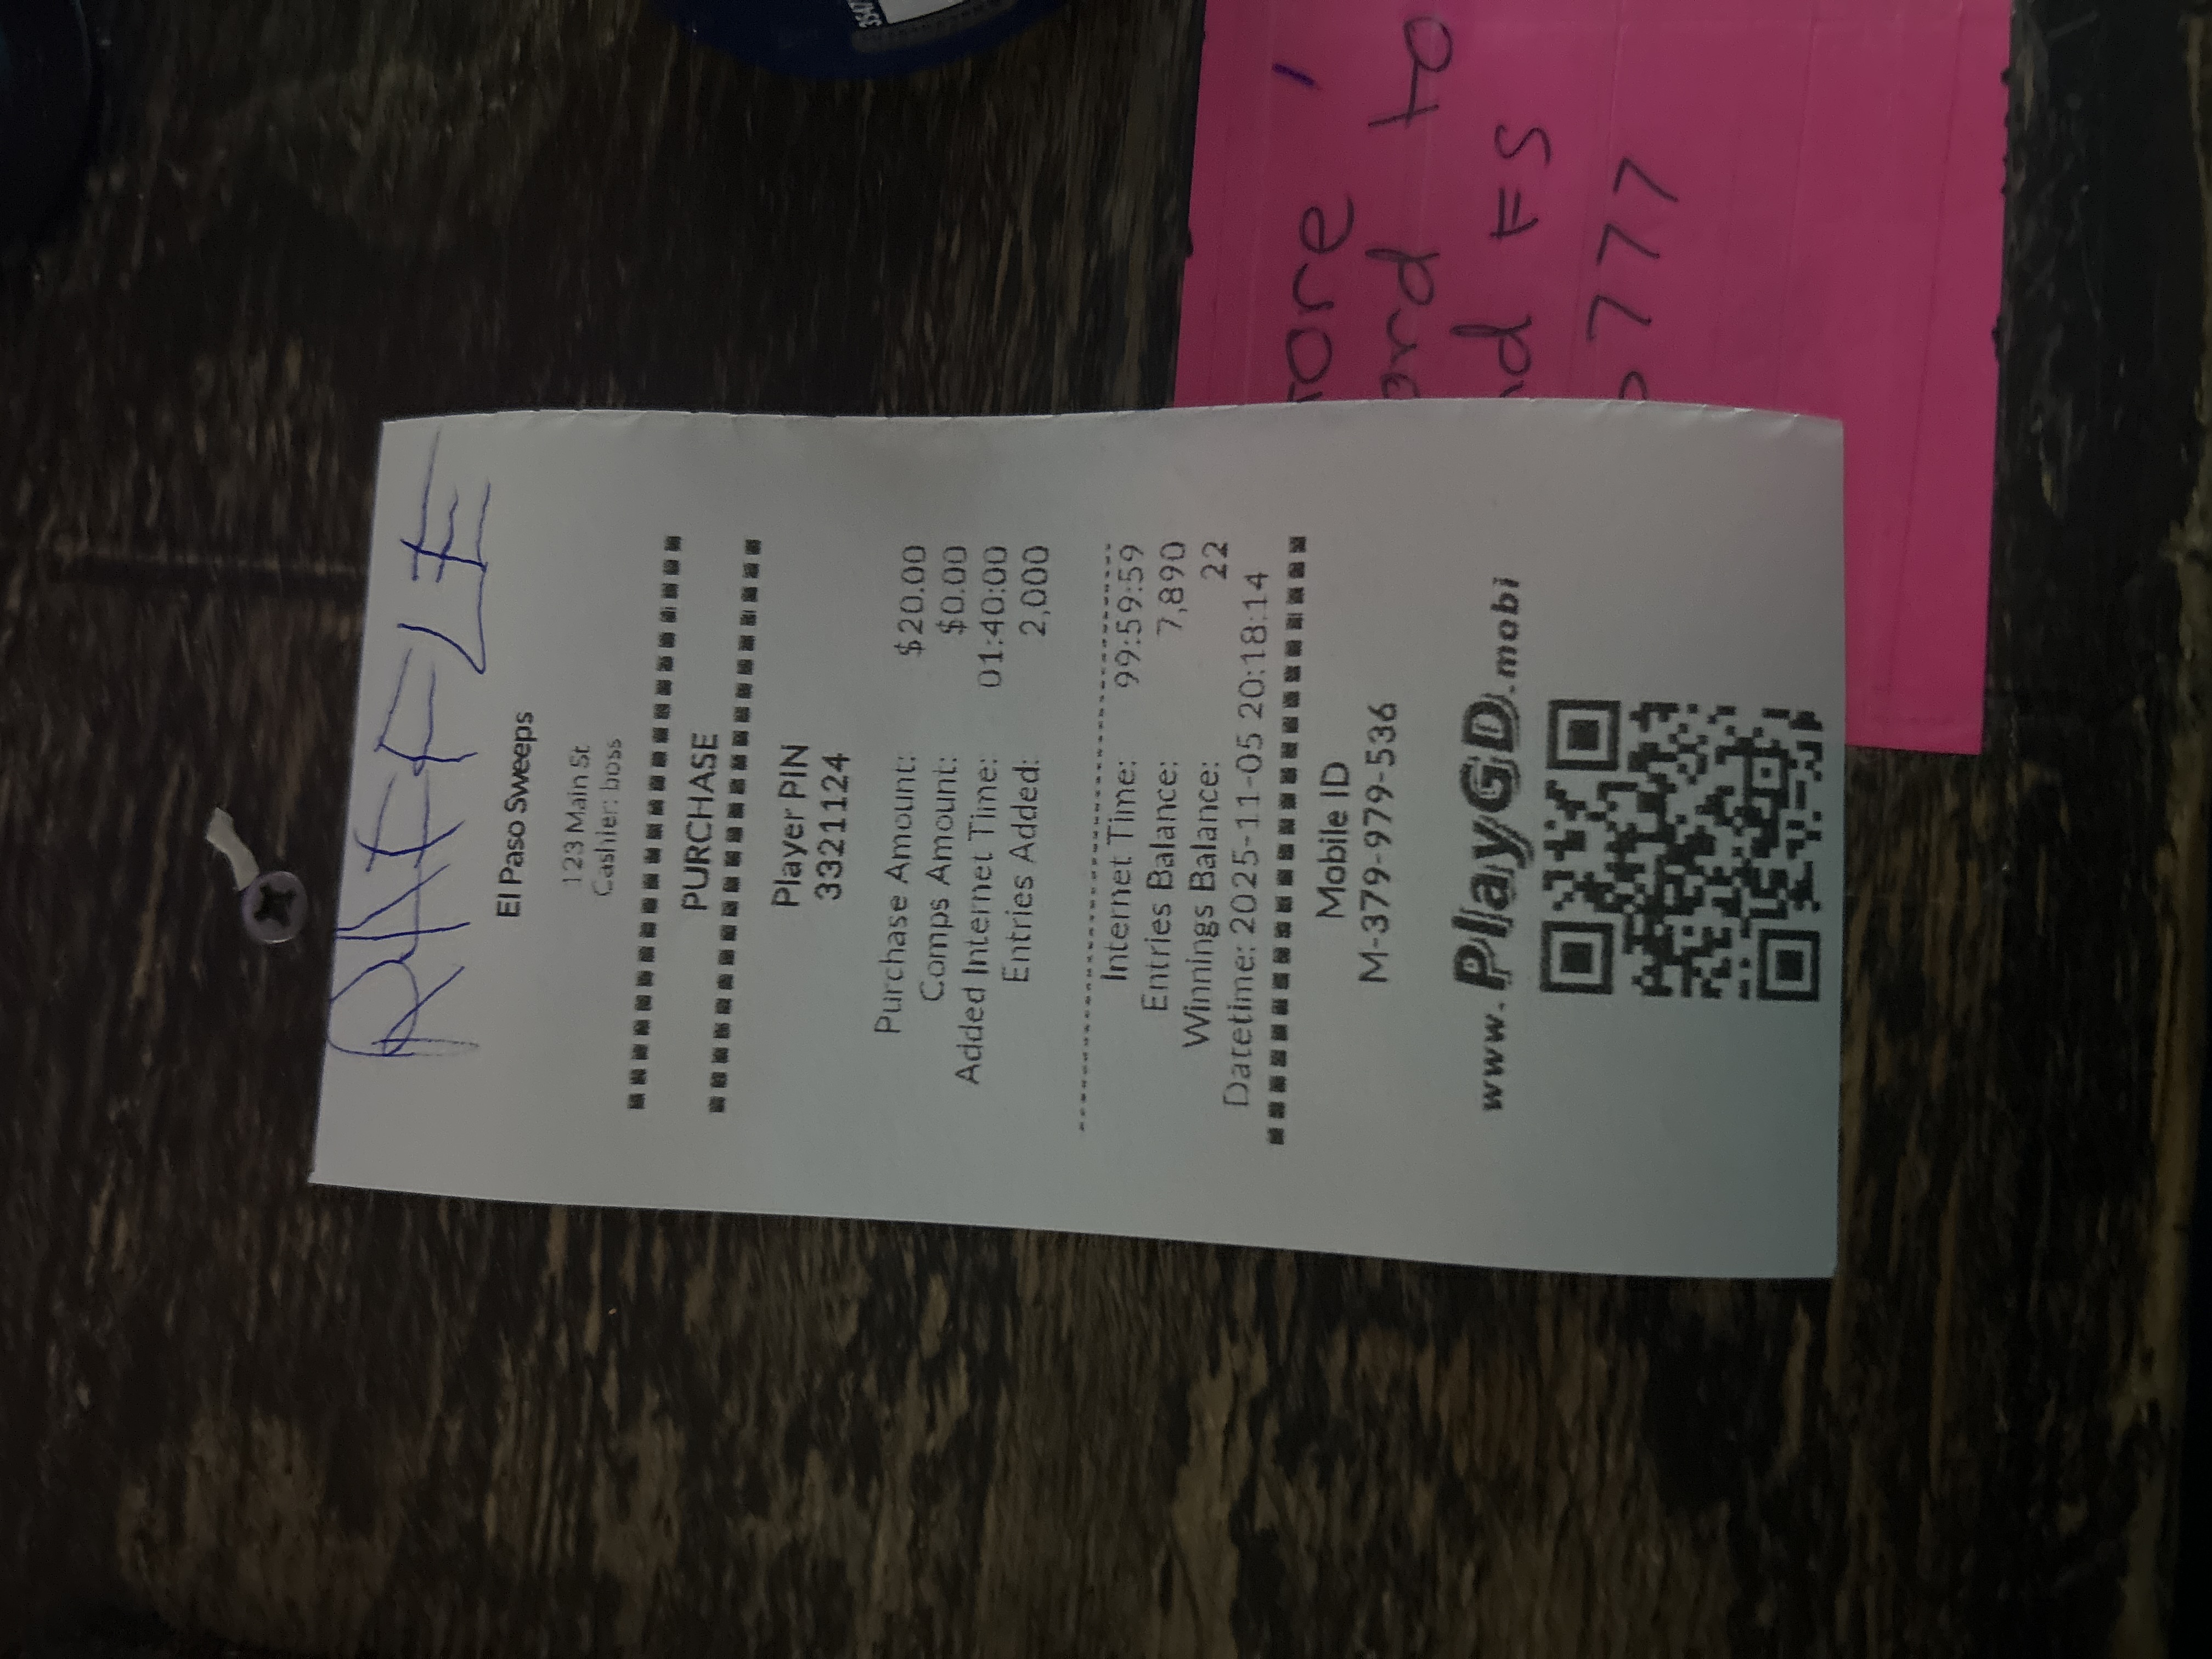 RAFFLE
El Paso Sweeps
123 Main St
Cashier: boss
PURCHASE
Player PIN
3321124
Purchase Amount: $20.00
Comps Amount: $0.00
Added Internet Time: 01:40:00
Entries Added: 2,000
Internet Time: 99:59:59
Entries Balance: 7,890
Winnings Balance: 22
Datetime: 2025-11-05 20:18:14
Mobile ID
M-379-979-536
www.PlayGD.mobi
to
FS
777